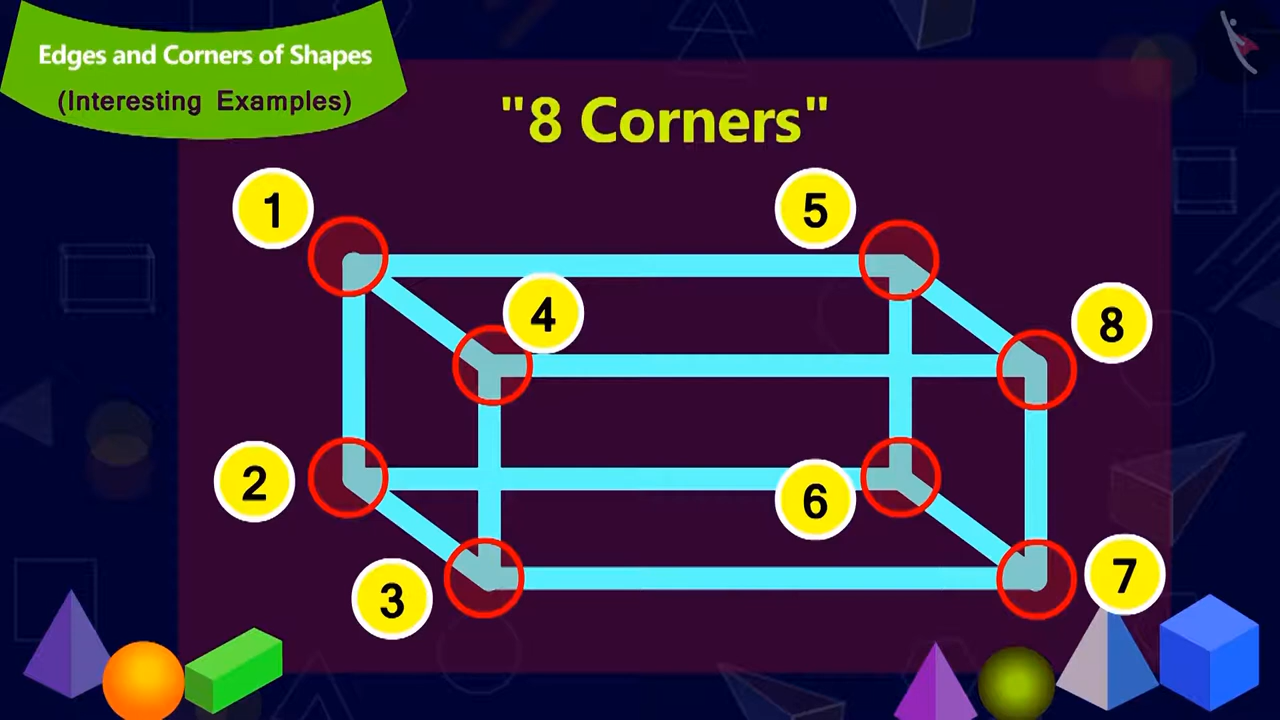 Edges and Corners of Shapes
(Interesting Examples)
"8 Corners"
1
5
4
8
2
6
3
7